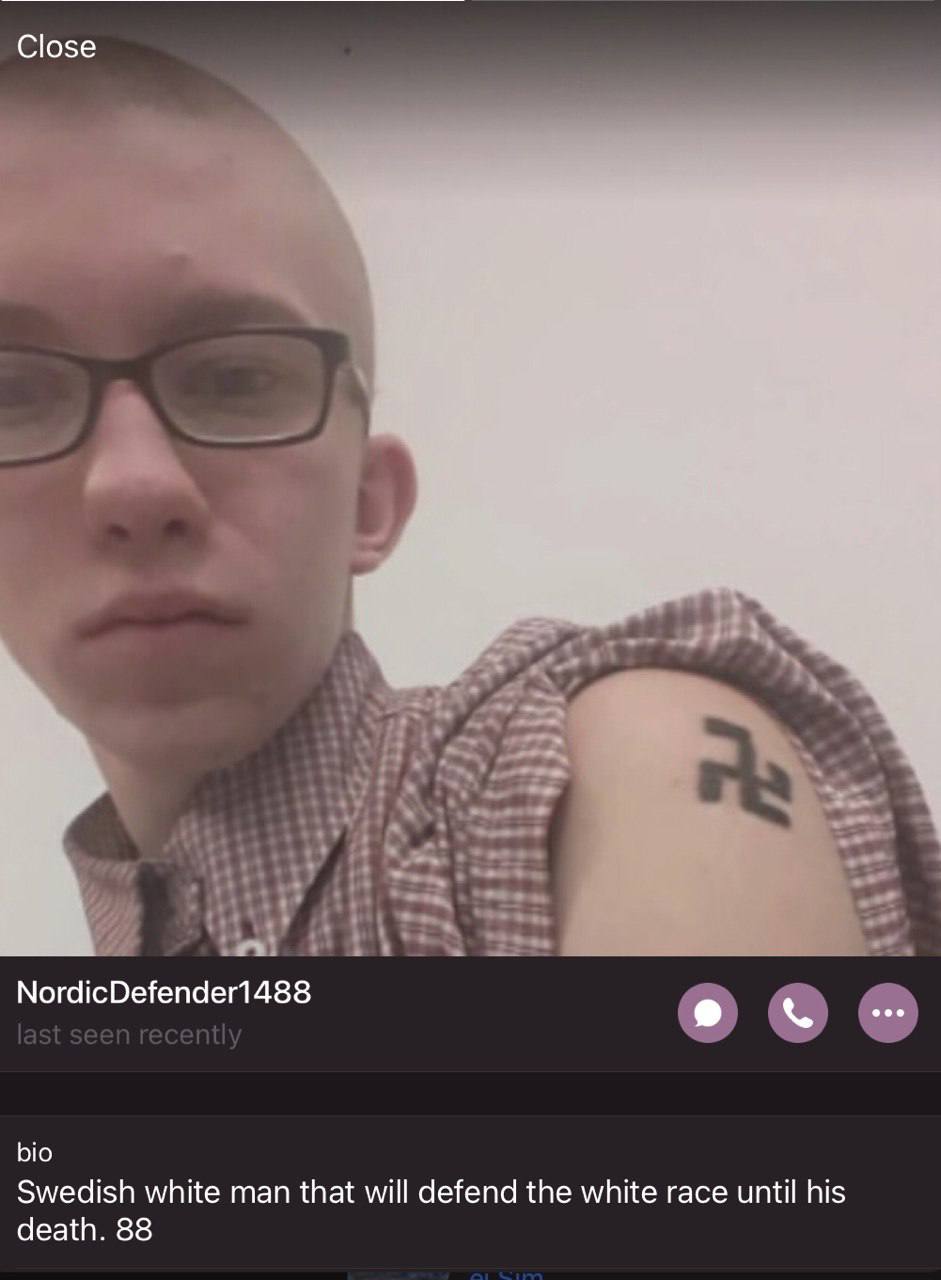 Close
NordicDefender1488
last seen recently
bio
Swedish white man that will defend the white race until his
death. 88